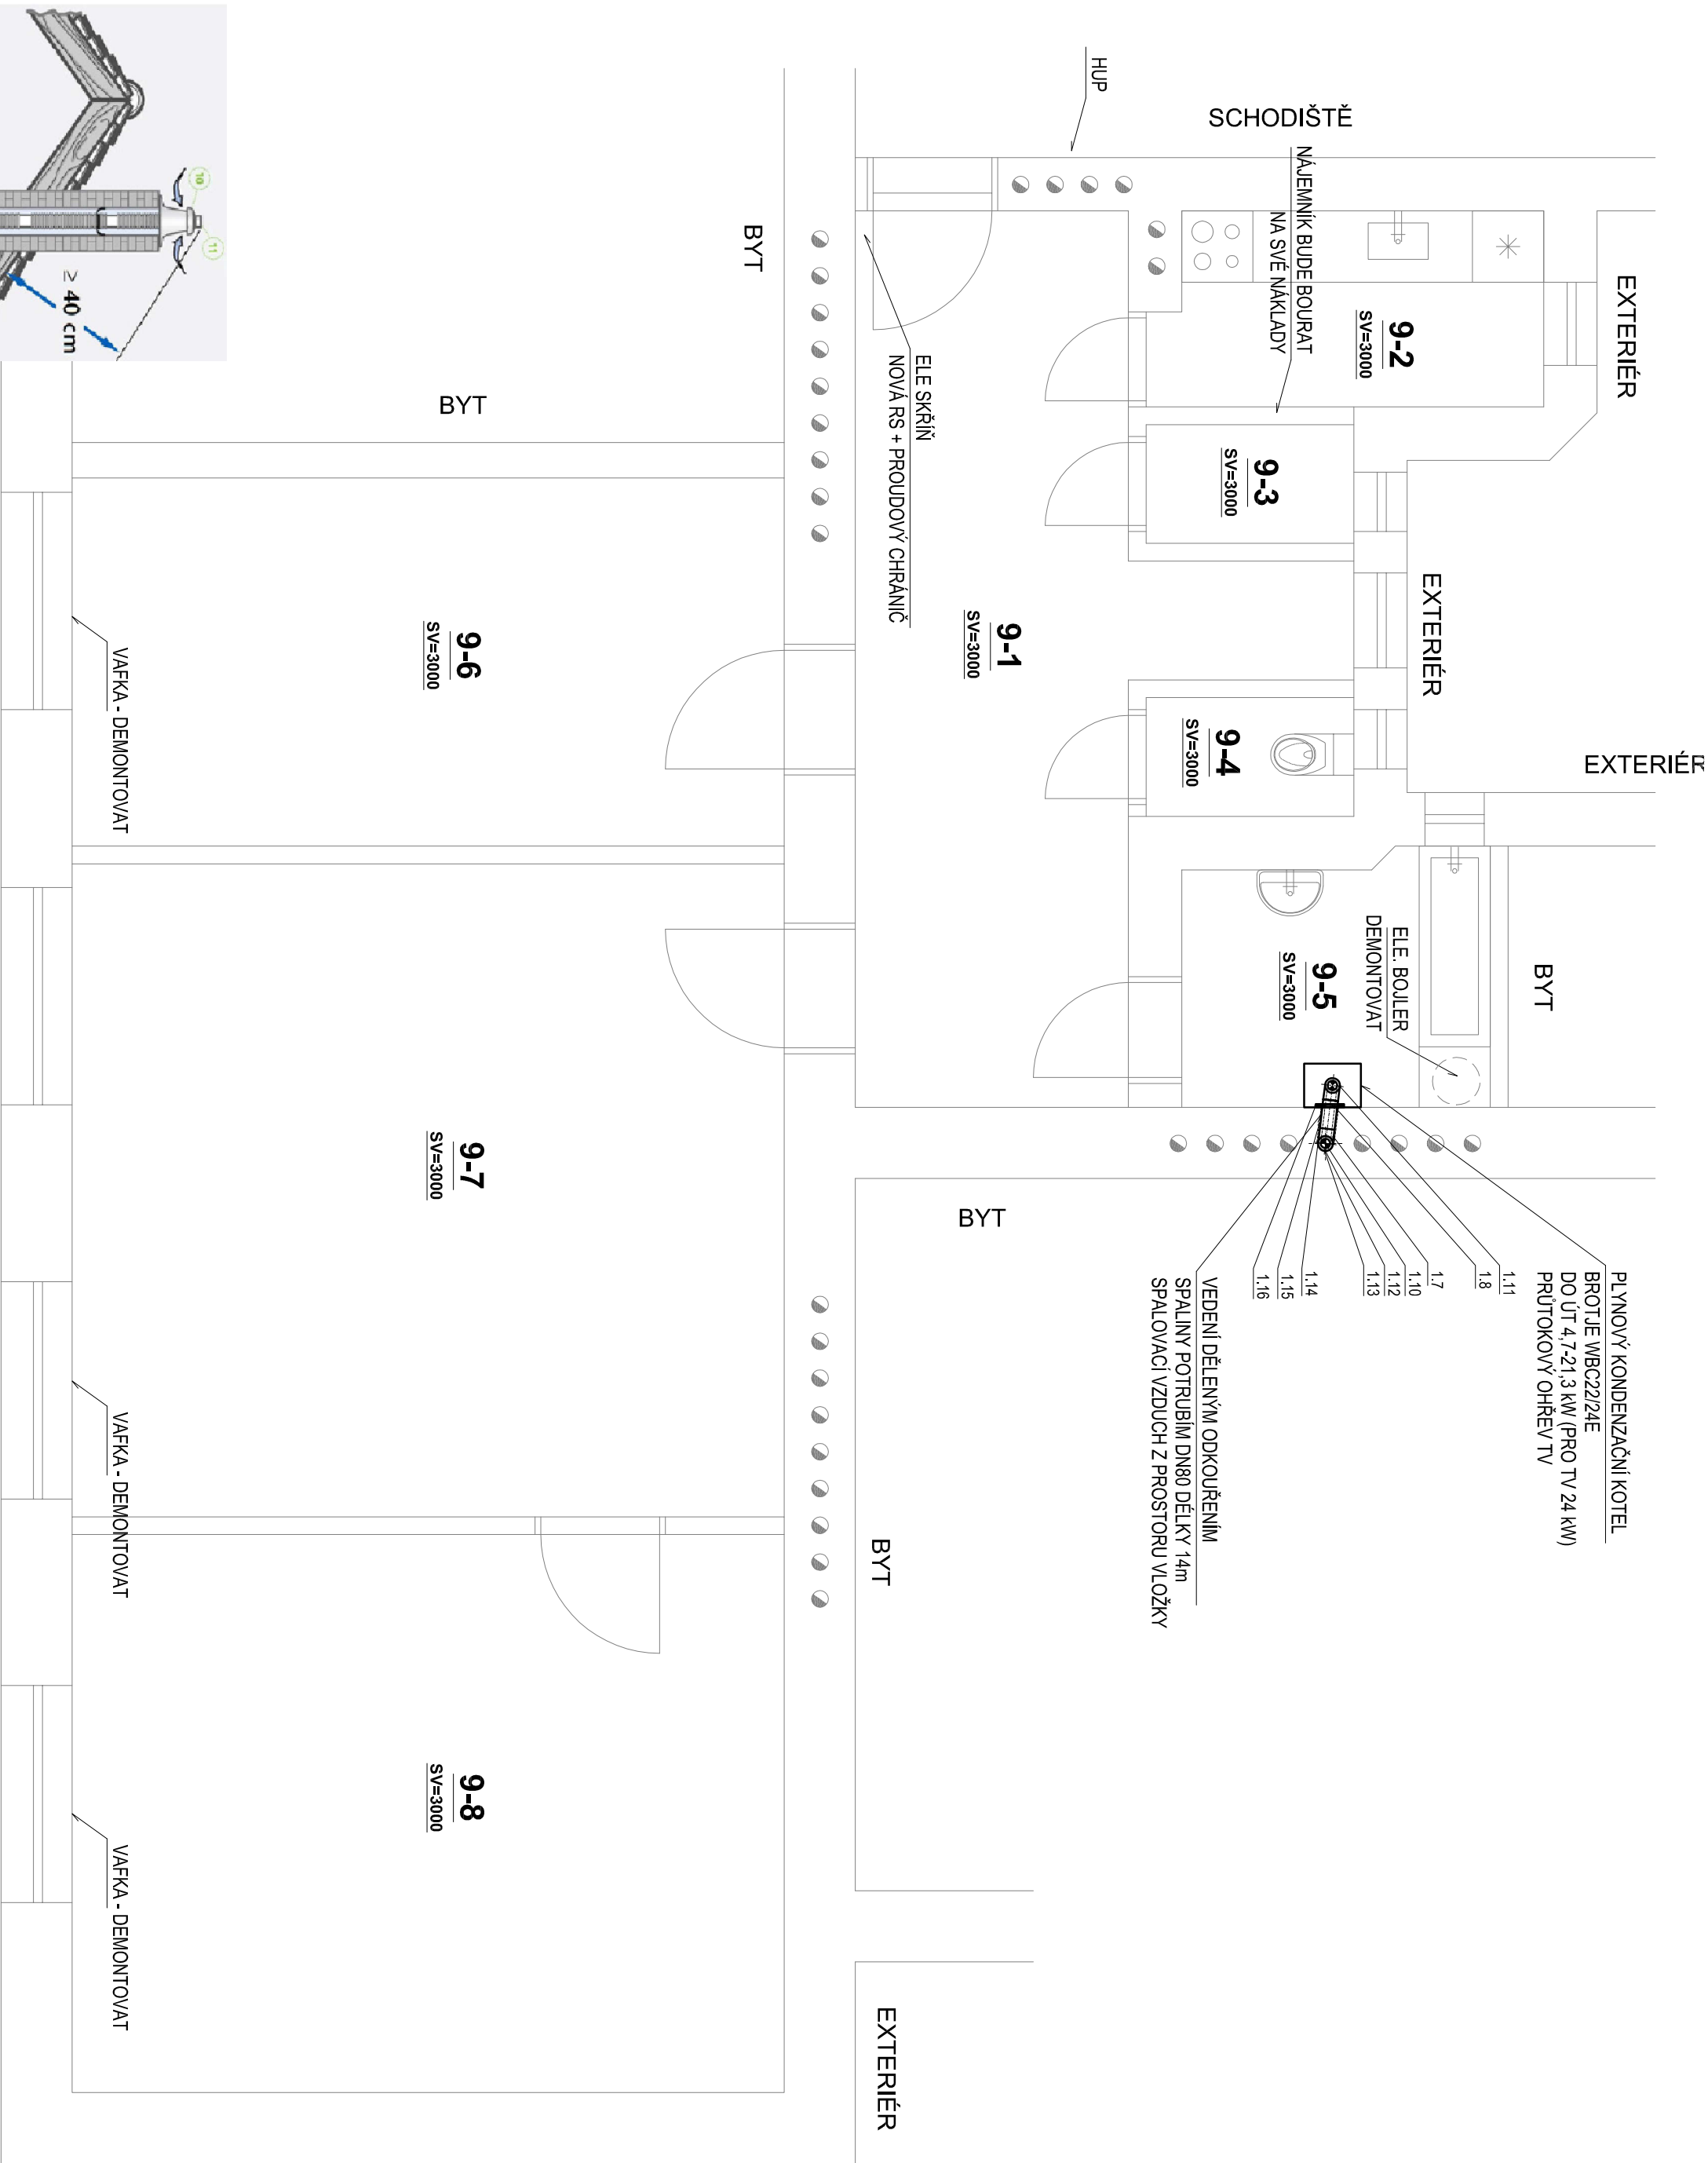 HUP
SCHODIŠTĚ
NÁJEMNÍK BUDE BOURAT
NA SVÉ NÁKLADY
EXTERIÉR
9-2
SV=3000
9-3
SV=3000
ELE SKŘÍŇ
NOVÁ RS + PROUDOVÝ CHRÁNIČ
9-1
SV=3000
EXTERIÉR
EXTERIÉR
9-4
SV=3000
ELE. BOJLER
DEMONTOVAT
9-5
SV=3000
BYT
PLYNOVÝ KONDENZAČNÍ KOTEL
BROTJE WBC22/24E
DO ÚT 4,7-21,3 kW (PRO TV 24 kW)
PRŮTOKOVÝ OHŘEV TV
1.11
1.8
1.7
1.10
1.12
1.13
1.14
1.15
1.16
VEDENÍ DĚLENÝM ODKOUŘENÍM
SPALINY POTRUBÍM DN80 DÉLKY 14m
SPALOVACÍ VZDUCH Z PROSTORU VLOŽKY
BYT
BYT
EXTERIÉR
BYT
BYT
9-6
SV=3000
VAFKA - DEMONTOVAT
9-7
SV=3000
VAFKA - DEMONTOVAT
9-8
SV=3000
VAFKA - DEMONTOVAT
10
11
≥ 40 cm